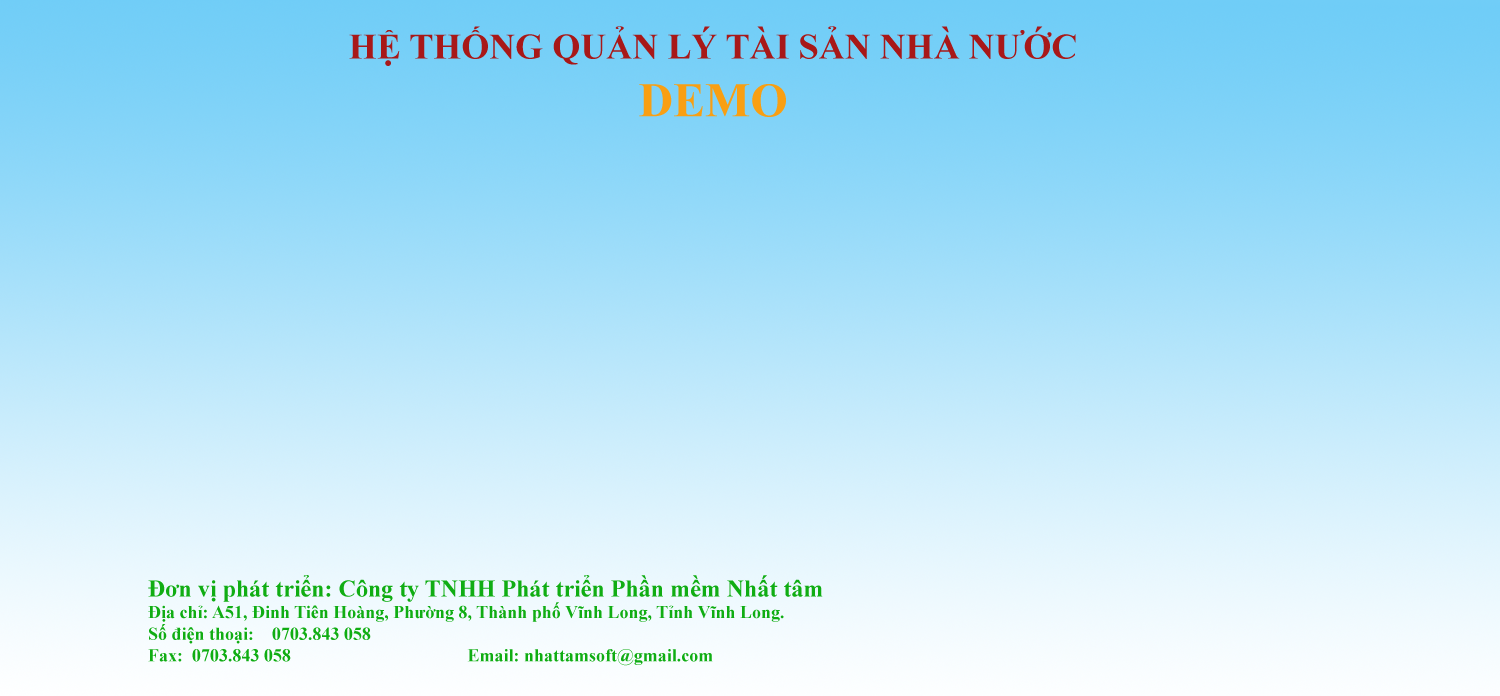 HỆ THỐNG QUẢN LÝ TÀI SẢN NHÀ NƯỚC
DEMO
Đơn vị phát triển: Công ty TNHH Phát triển Phần mềm Nhất tâm
Địa chỉ: A51, Đinh Tiên Hoàng, Phường 8, Thành phố Vĩnh Long, Tỉnh Vĩnh Long.
Số điện thoại: 0703.843 058
Fax: 0703.843 058 Email: nhattamsoft@gmail.com